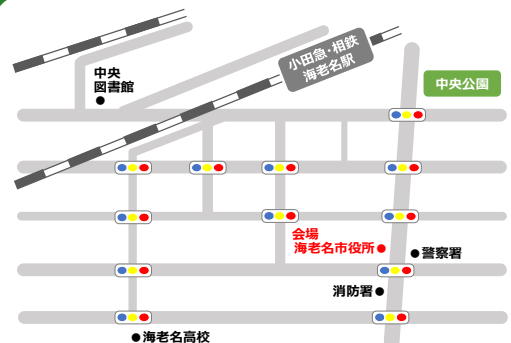 小田急・相鉄
海老名駅
中央
図書館
中央公園
会場
海老名市役所
警察署
消防署
海老名高校